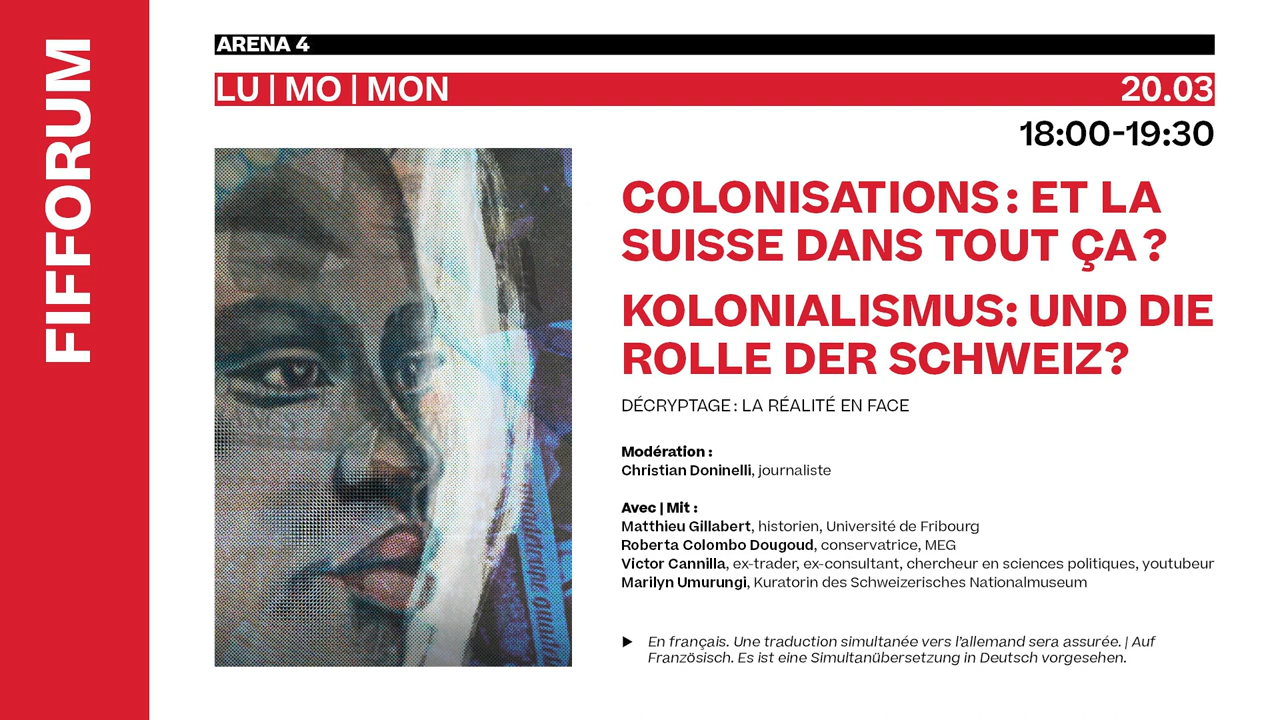 FIFFORUM
ARENA 4
LU | MO | MON 20.03
18:00-19:30
COLONISATIONS : ET LA
SUISSE DANS TOUT ÇA ?
KOLONIALISMUS: UND DIE
ROLLE DER SCHWEIZ?
DÉCRYPTAGE : LA RÉALITÉ EN FACE
Modération :
Christian Doninelli, journaliste
Avec | Mit :
Matthieu Gillabert, historien, Université de Fribourg
Roberta Colombo Dougoud, conservatrice, MEG
Victor Cannilla, ex-trader, ex-consultant, chercheur en sciences politiques, youtubeur
Marilyn Umurungi, Kuratorin des Schweizerisches Nationalmuseum
▶ En français. Une traduction simultanée vers l'allemand sera assurée. | Auf
Französisch. Es ist eine Simultanübersetzung in Deutsch vorgesehen.